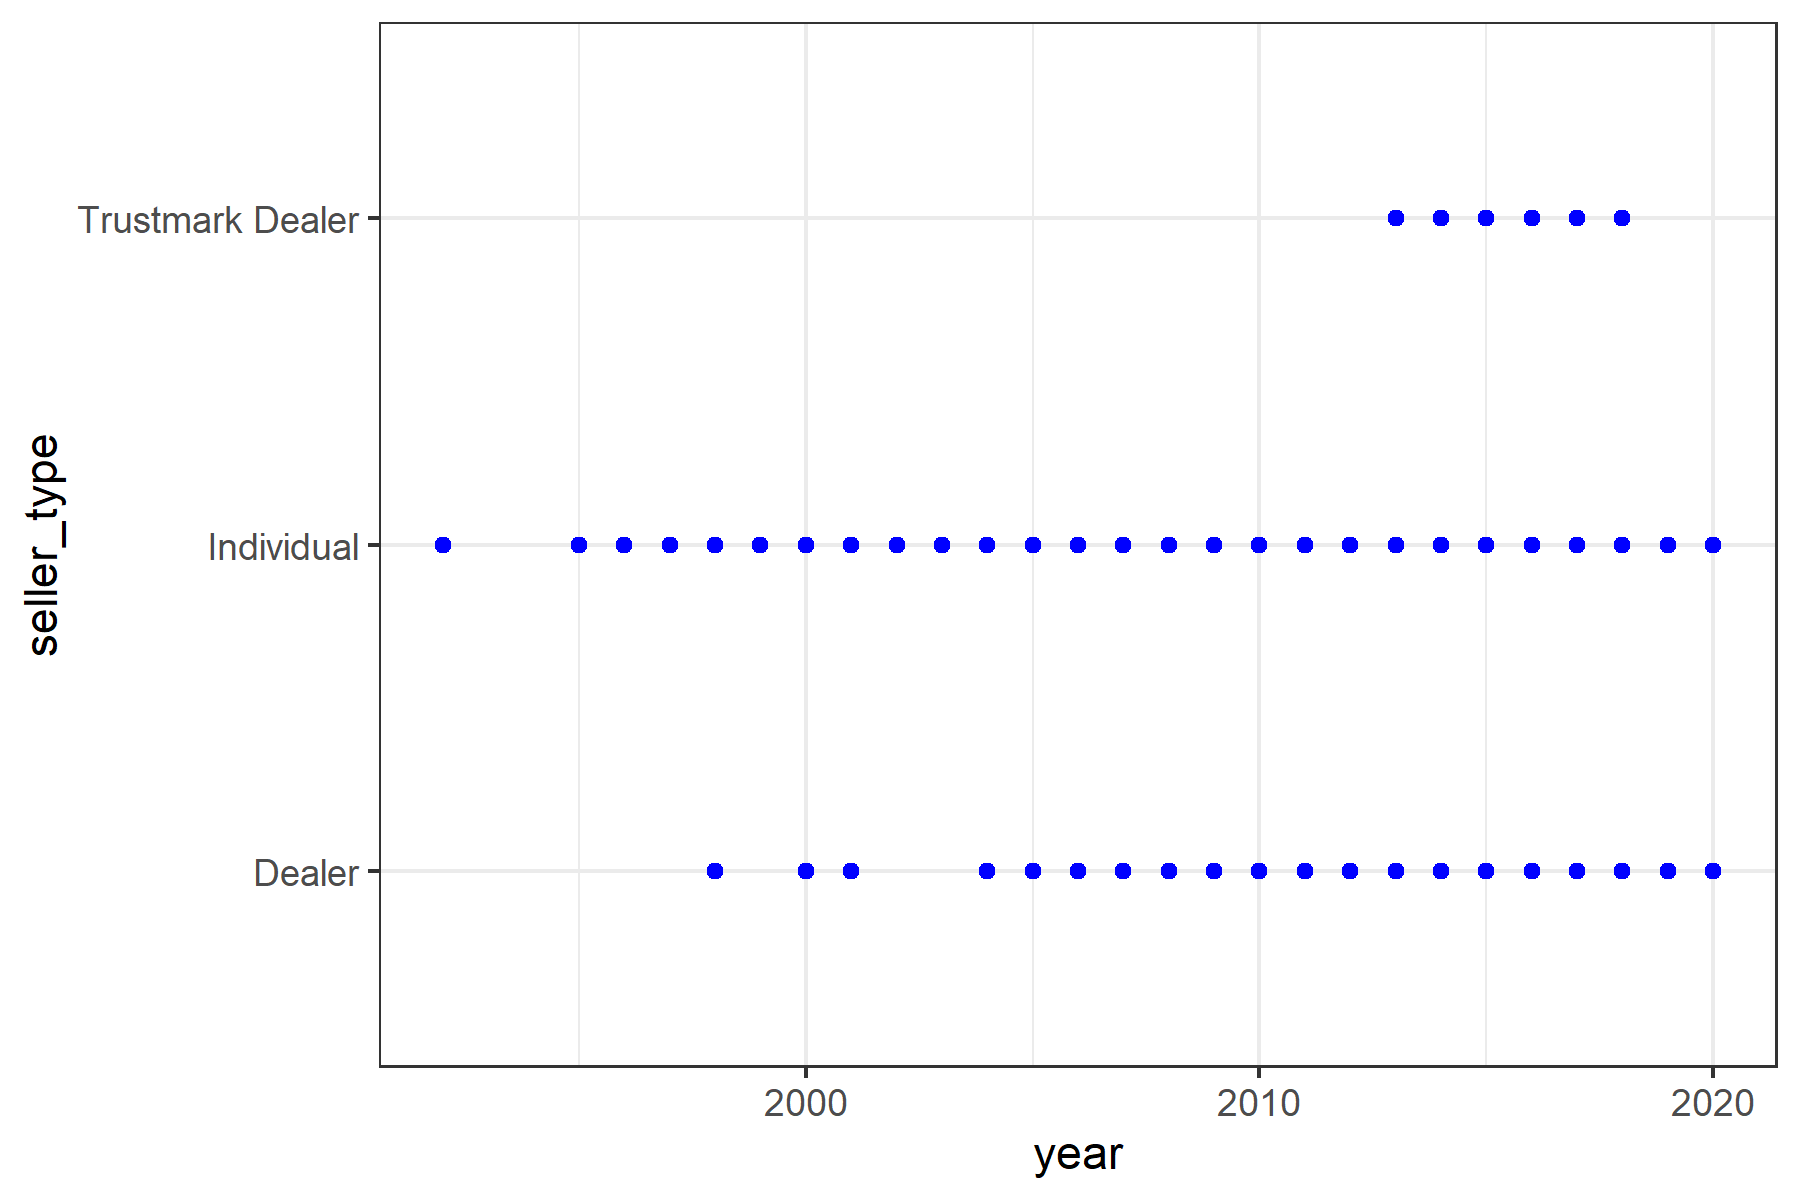 seller_type
Trustmark Dealer
Individual
Dealer
2000 2010 2020
year